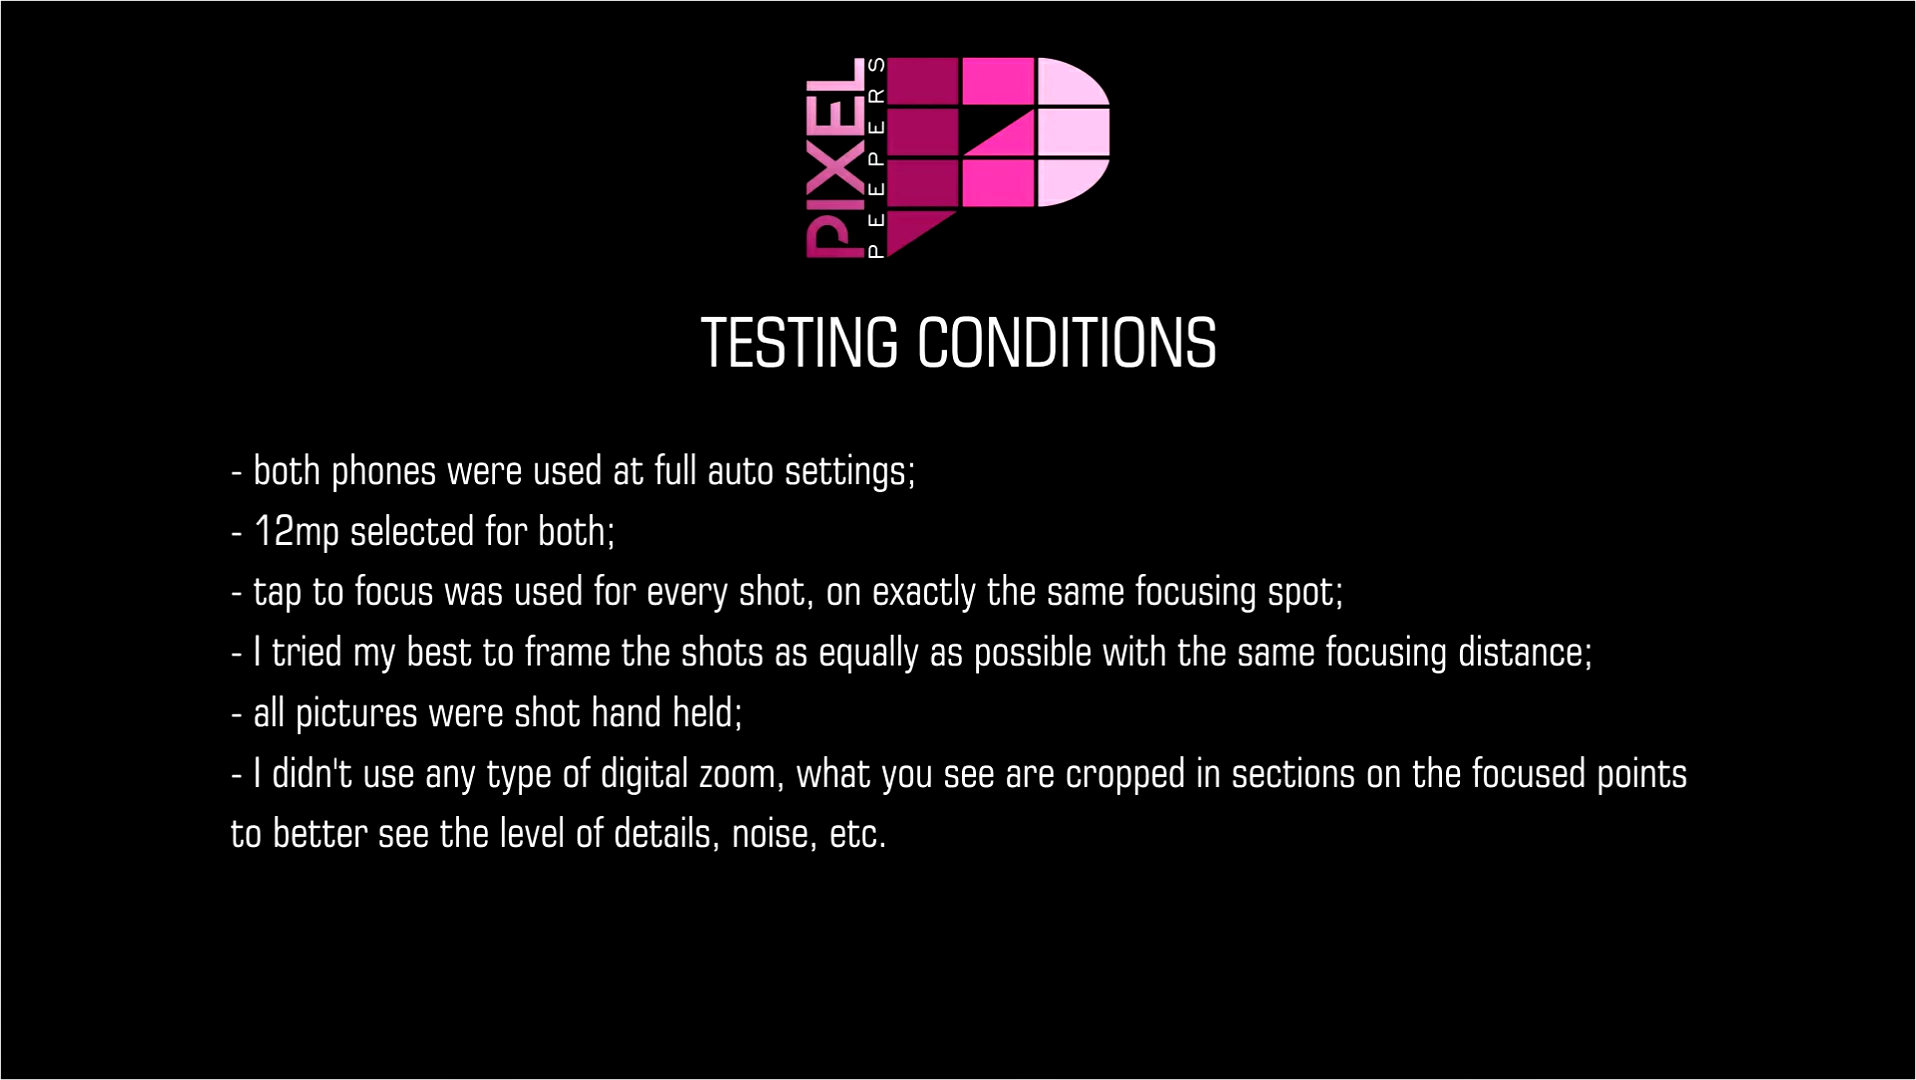 PIXEL
PEEPERS
TESTING CONDITIONS
- both phones were used at full auto settings;
- 12mp selected for both;
- tap to focus was used for every shot, on exactly the same focusing spot;
- I tried my best to frame the shots as equally as possible with the same focusing distance;
- all pictures were shot hand held;
- I didn't use any type of digital zoom, what you see are cropped in sections on the focused points
to better see the level of details, noise, etc.